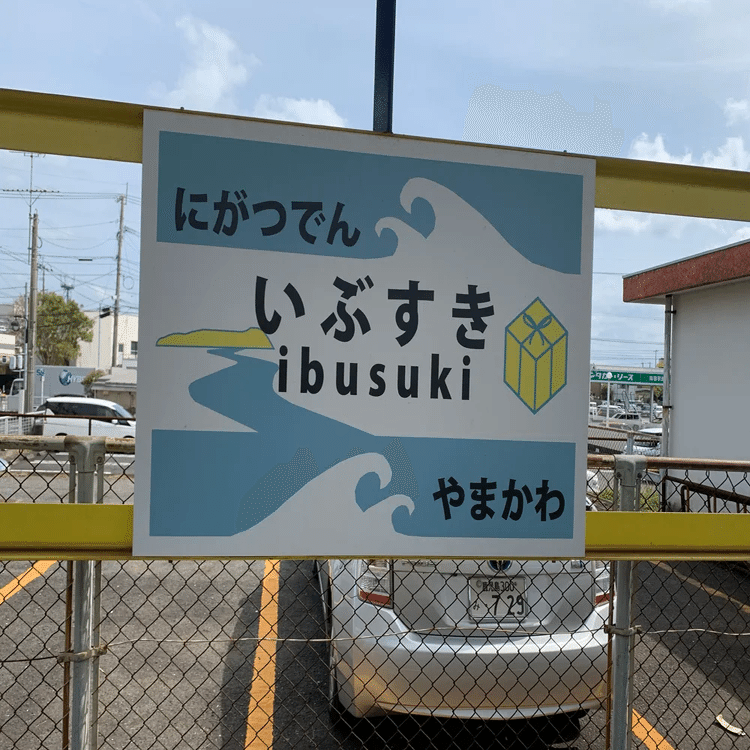 にがつでん
いぶすき
ibusuki
やまかわ
リース
300
7 29